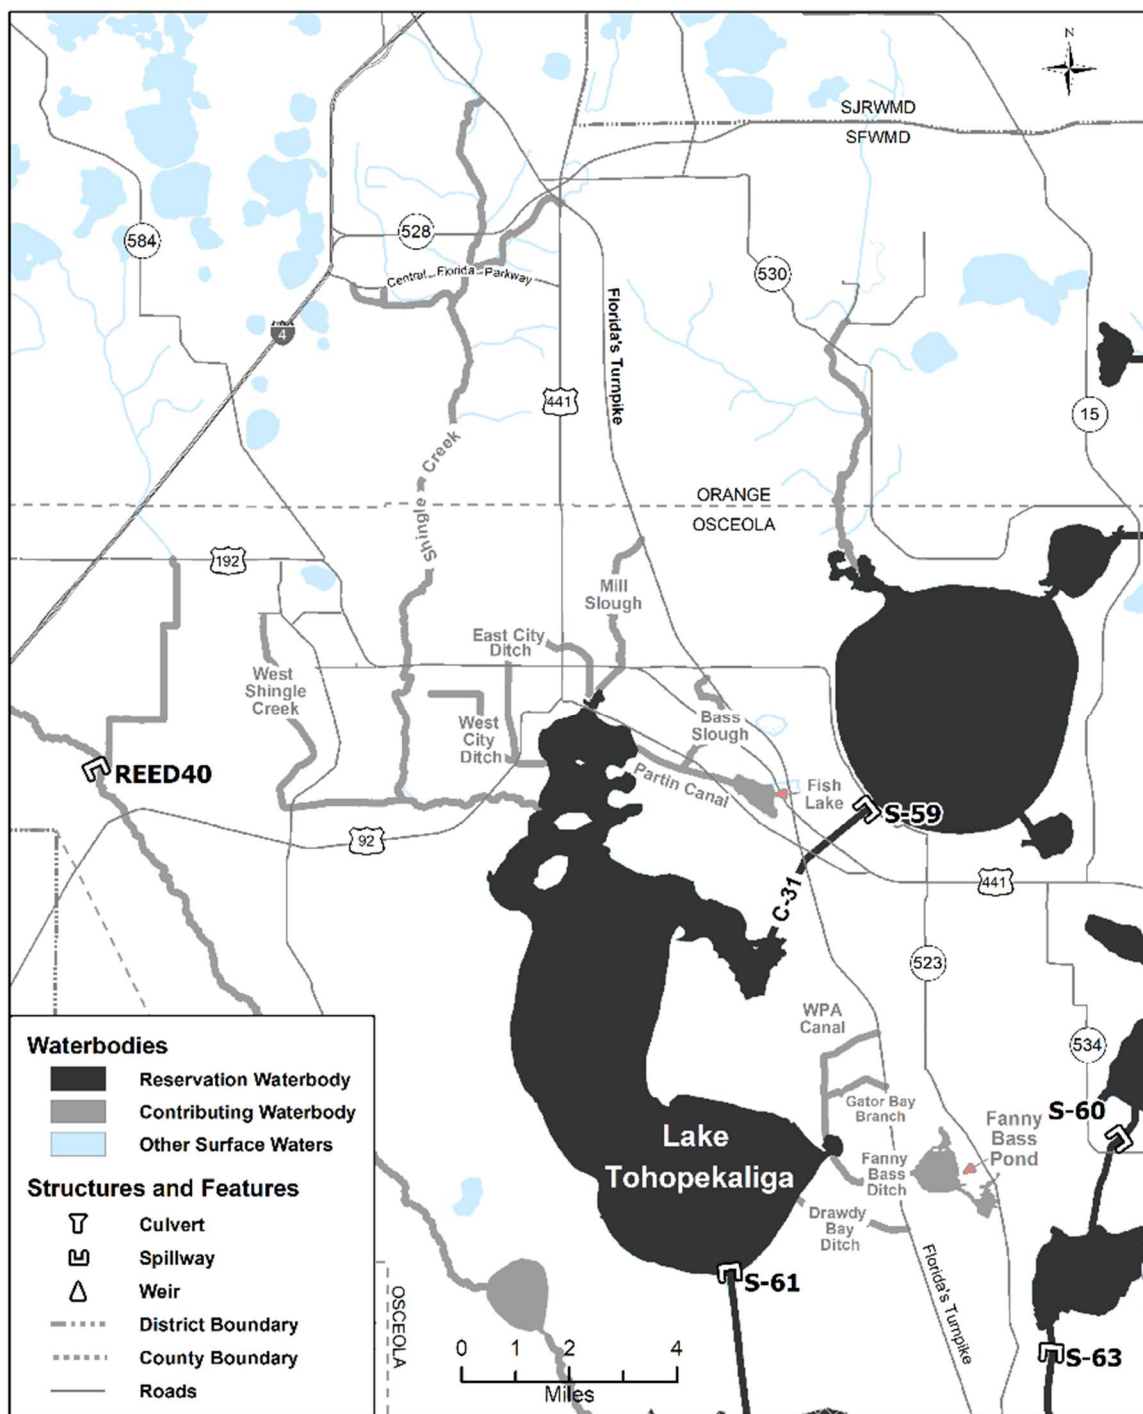 N
SJRWMD
SFWMD
584
528
Central Florida Parkway
530
4
Florida's Turnpike
441
15
Shingle Creek
ORANGE
OSCEOLA
192
Mill
Slough
East City
Ditch
West
Shingle
Creek
West
City
Ditch
Bass
Slough
Partin Canal
Fish
Lake
REED40
S-59
92
441
C-31
523
WPA
Canal
534
Gator Bay
Branch
S-60
Fanny
Bass
Pond
Lake
Tohopekaliga
Fanny
Bass
Ditch
Drawdy
Bay
Ditch
Florida's Turnpike
S-61
S-63
OSCEOLA
0 1 2 4
Miles
Waterbodies
Reservation Waterbody
Contributing Waterbody
Other Surface Waters
Structures and Features
Culvert
Spillway
Weir
District Boundary
County Boundary
Roads